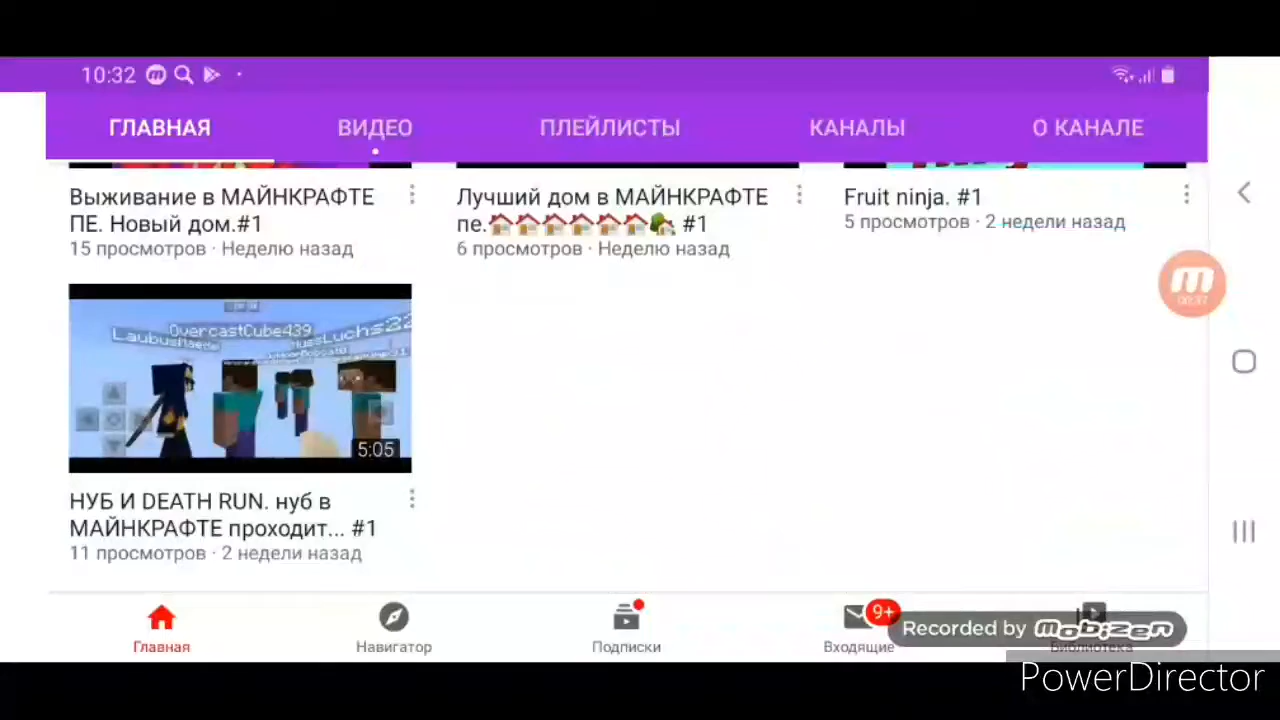 10:32
ГЛАВНАЯ
ВИДЕО
ПЛЕЙЛИСТЫ
КАНАЛЫ
О КАНАЛЕ
Выживание в МАЙНКРАФТЕ
ПЕ. Новый дом.#1
15 просмотров · Неделю назад
Лучший дом в МАЙНКРАФТЕ
пе.🏠🏠🏠🏠🏠🏠🏡 #1
6 просмотров · Неделю назад
Fruit ninja. #1
5 просмотров · 2 недели назад
00:37
OvercastCube439
5:05
НУБ И DEATH RUN. нуб в
МАЙНКРАФТЕ проходит... #1
11 просмотров · 2 недели назад
Главная
Навигатор
Подписки
9+
Входящие
Библиотека
Recorded by mobizen
PowerDirector